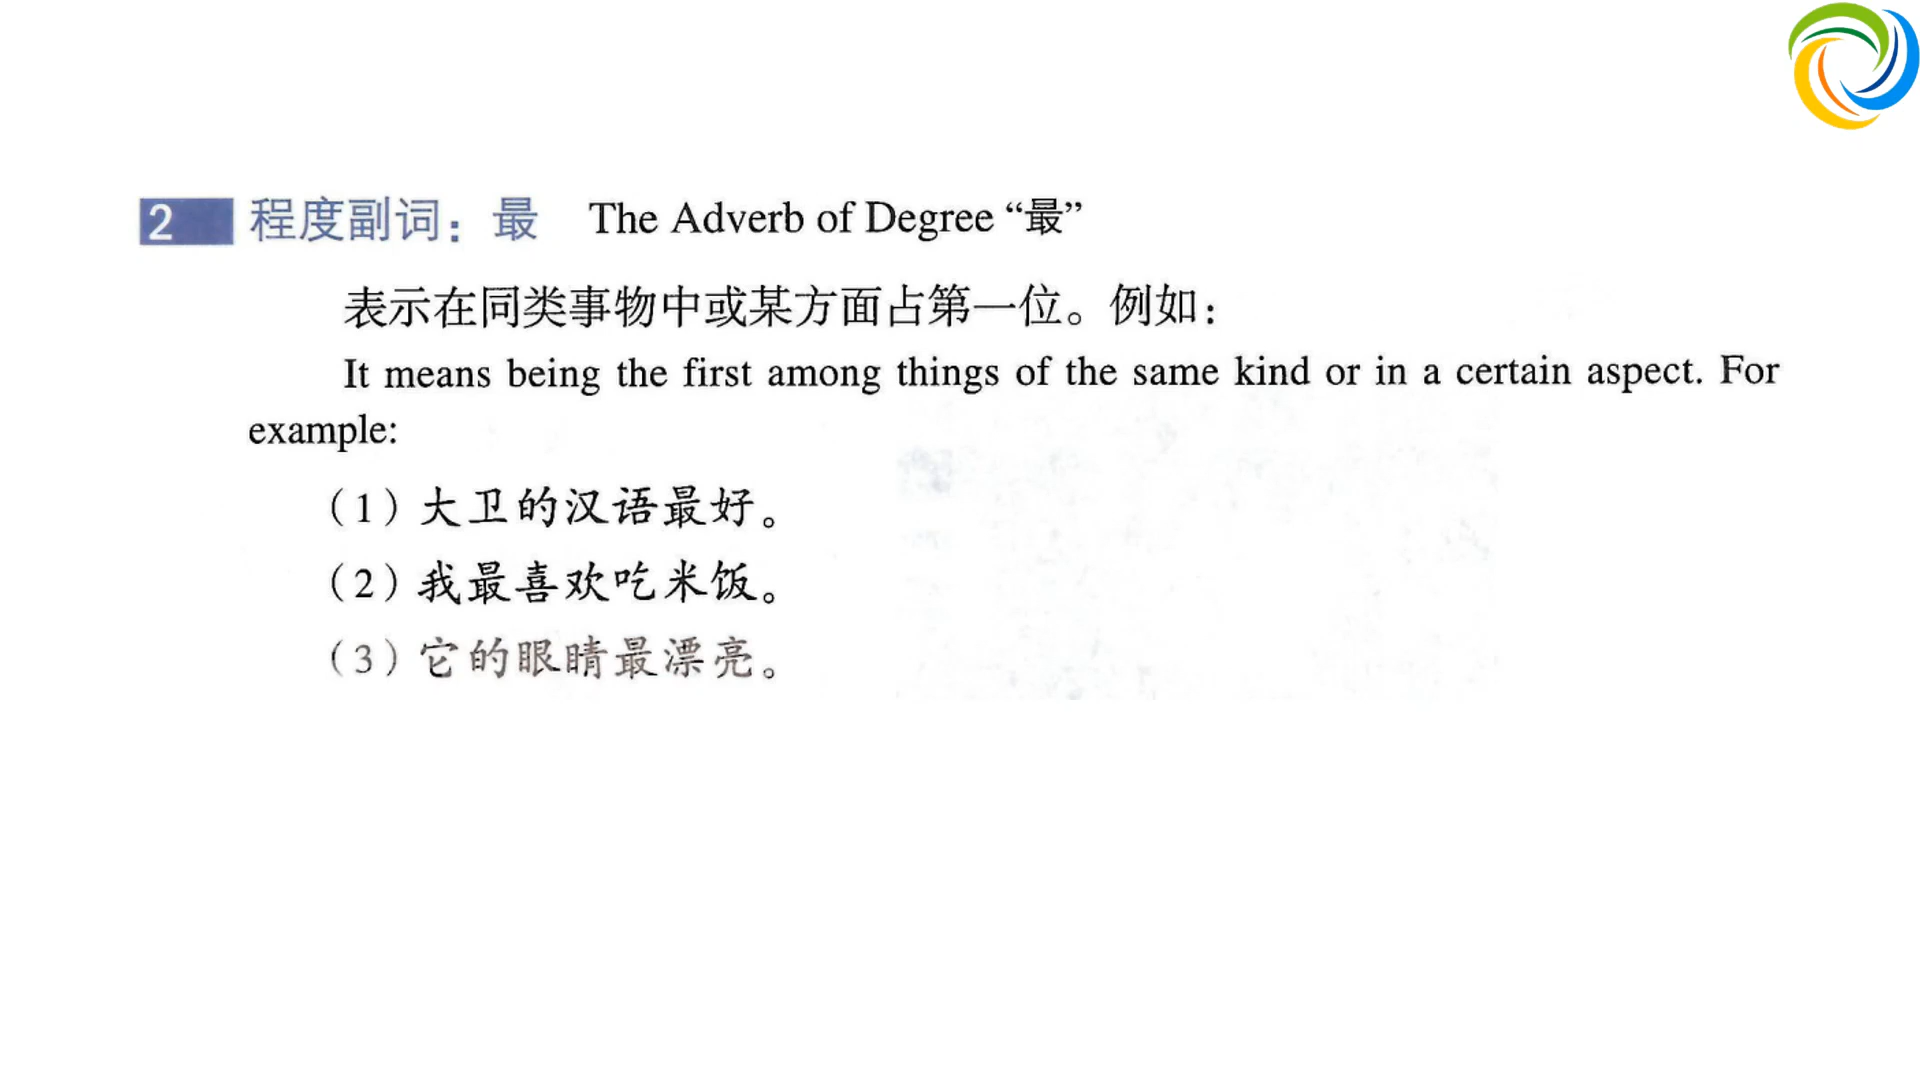 2 程度副词：最 The Adverb of Degree “最”
表示在同类事物中或某方面占第一位。例如：
It means being the first among things of the same kind or in a certain aspect. For
example:
（1）大卫的汉语最好。
（2）我最喜欢吃米饭。
（3）它的眼睛最漂亮。